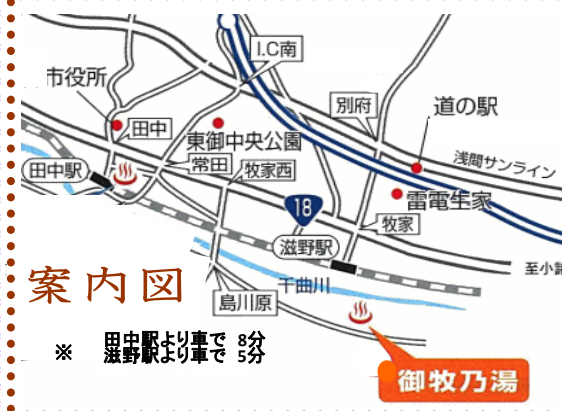 I.C南
市役所
別府
道の駅
田中
東御中央公園
浅間サンライン
田中駅
常田
牧家西
雷電生家
18
牧家
滋野駅
至小諸
案内図
千曲川
島川原
※ 田中駅より車で 8分
滋野駅より車で 5分
御牧乃湯